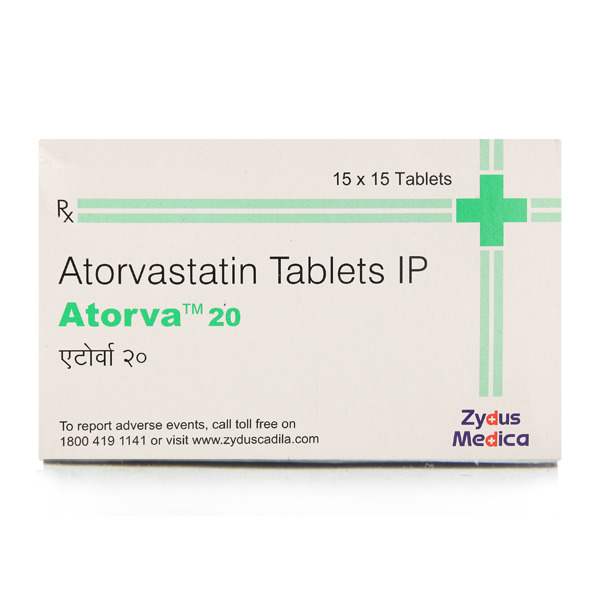 15 x 15 Tablets
Rx
Atorvastatin Tablets IP
Atorva™ 20
एटोर्वा २०
To report adverse events, call toll free on
1800 419 1141 or visit www.zyduscadila.com
Zydus
Medica